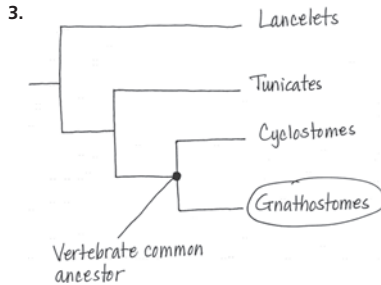 3.
Lancelets
Tunicates
Cyclostomes
Gnathostomes
Vertebrate common
ancestor